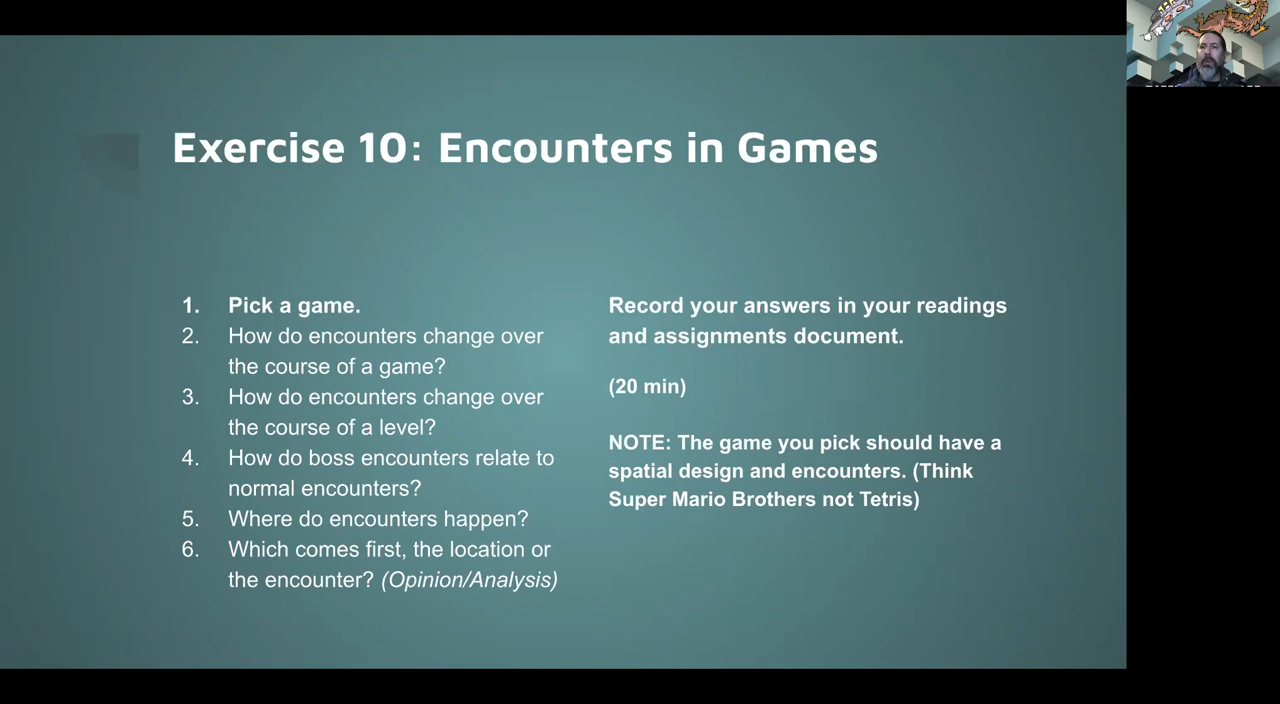 Exercise 10: Encounters in Games
1. Pick a game.
2. How do encounters change over
the course of a game?
3. How do encounters change over
the course of a level?
4. How do boss encounters relate to
normal encounters?
5. Where do encounters happen?
6. Which comes first, the location or
the encounter? (Opinion/Analysis)
Record your answers in your readings
and assignments document.
(20 min)
NOTE: The game you pick should have a
spatial design and encounters. (Think
Super Mario Brothers not Tetris)